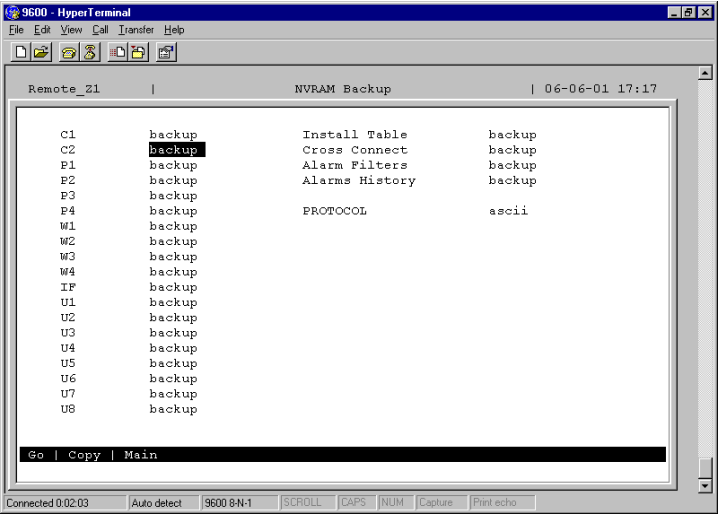 9600 - HyperTerminal
File Edit View Call Transfer Help
Remote_Z1 | NVRAM Backup | 06-06-01 17:17
C1 backup Install Table backup
C2 backup Cross Connect backup
P1 backup Alarm Filters backup
P2 backup Alarms History backup
P3 backup
P4 backup PROTOCOL ascii
W1 backup
W2 backup
W3 backup
W4 backup
IF backup
U1 backup
U2 backup
U3 backup
U4 backup
U5 backup
U6 backup
U7 backup
U8 backup
Go | Copy | Main
Connected 0:02:03 Auto detect 9600 8-N-1 SCROLL CAPS NUM Capture Print echo